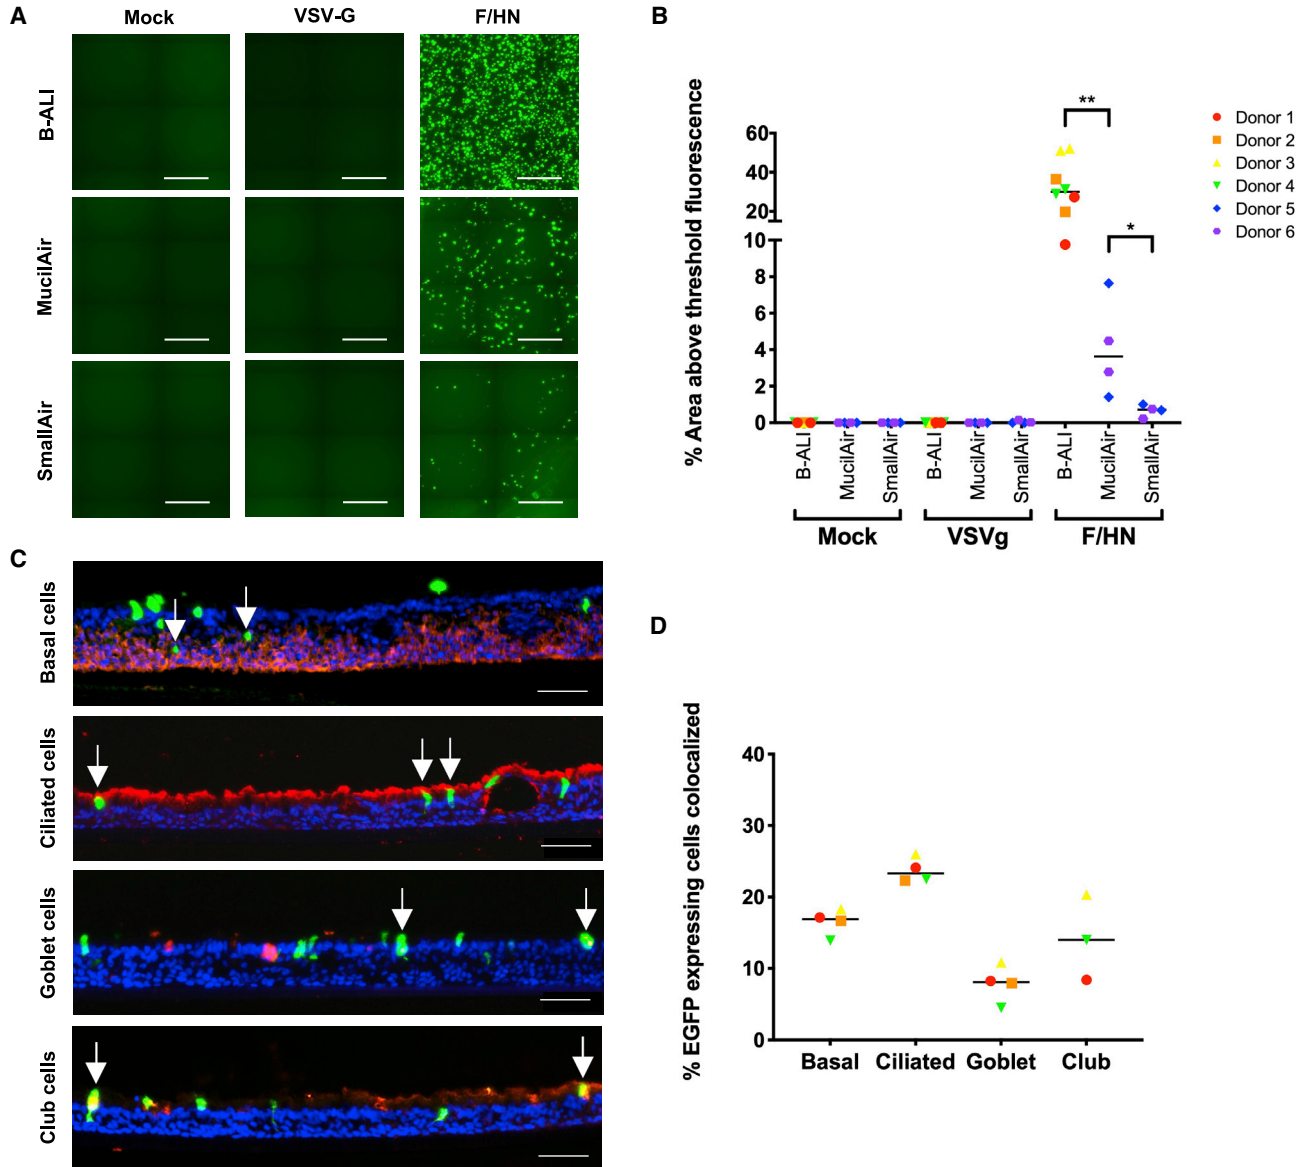 A
Mock
VSV-G
F/HN
B-ALI
MucilAir
SmallAir
B
% Area above threshold fluorescence
60
40
20
10
8
6
4
2
0
**
*
B-ALI
MucilAir
SmallAir
B-ALI
MucilAir
SmallAir
B-ALI
MucilAir
SmallAir
Mock
VSVg
F/HN
Donor 1
Donor 2
Donor 3
Donor 4
Donor 5
Donor 6
C
Basal cells
Ciliated cells
Goblet cells
Club cells
D
% EGFP expressing cells colocalized
40
30
20
10
0
Basal
Ciliated
Goblet
Club